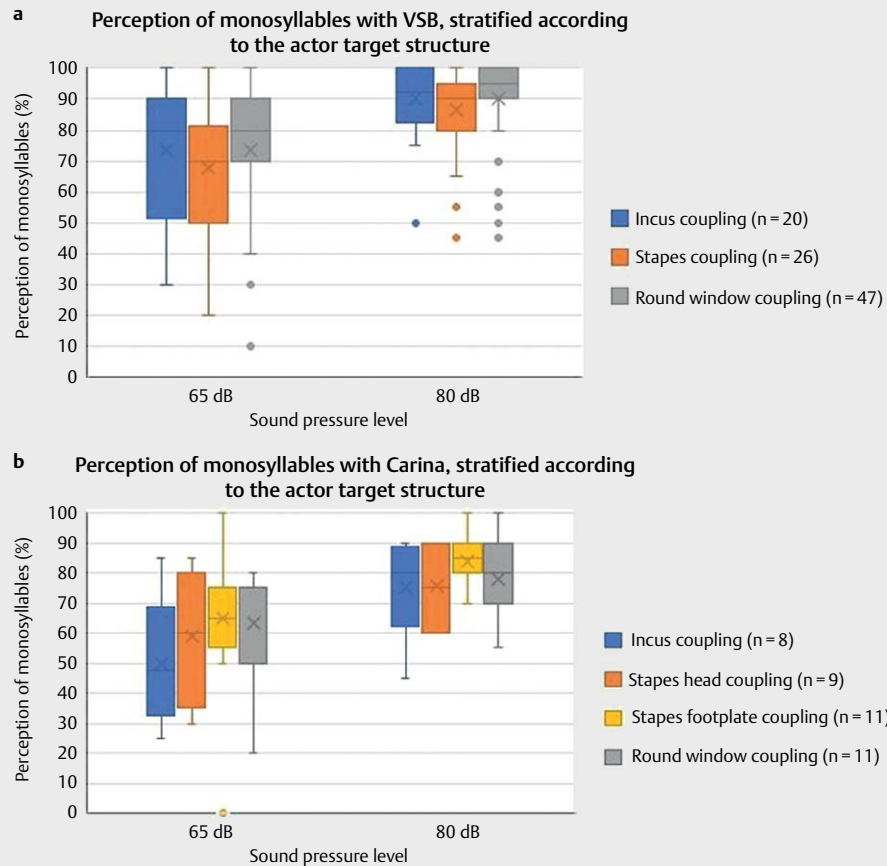 a
Perception of monosyllables with VSB, stratified according
to the actor target structure
Perception of monosyllables (%)
100
90
80
70
60
50
40
30
20
10
0
65 dB
80 dB
Sound pressure level
Incus coupling (n = 20)
Stapes coupling (n = 26)
Round window coupling (n = 47)
b
Perception of monosyllables with Carina, stratified according
to the actor target structure
Perception of monosyllables (%)
100
90
80
70
60
50
40
30
20
10
0
65 dB
80 dB
Sound pressure level
Incus coupling (n = 8)
Stapes head coupling (n = 9)
Stapes footplate coupling (n = 11)
Round window coupling (n = 11)